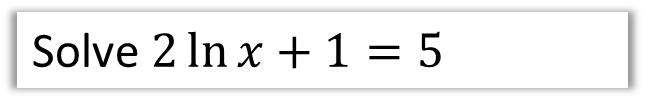 Solve 2 ln x + 1 = 5